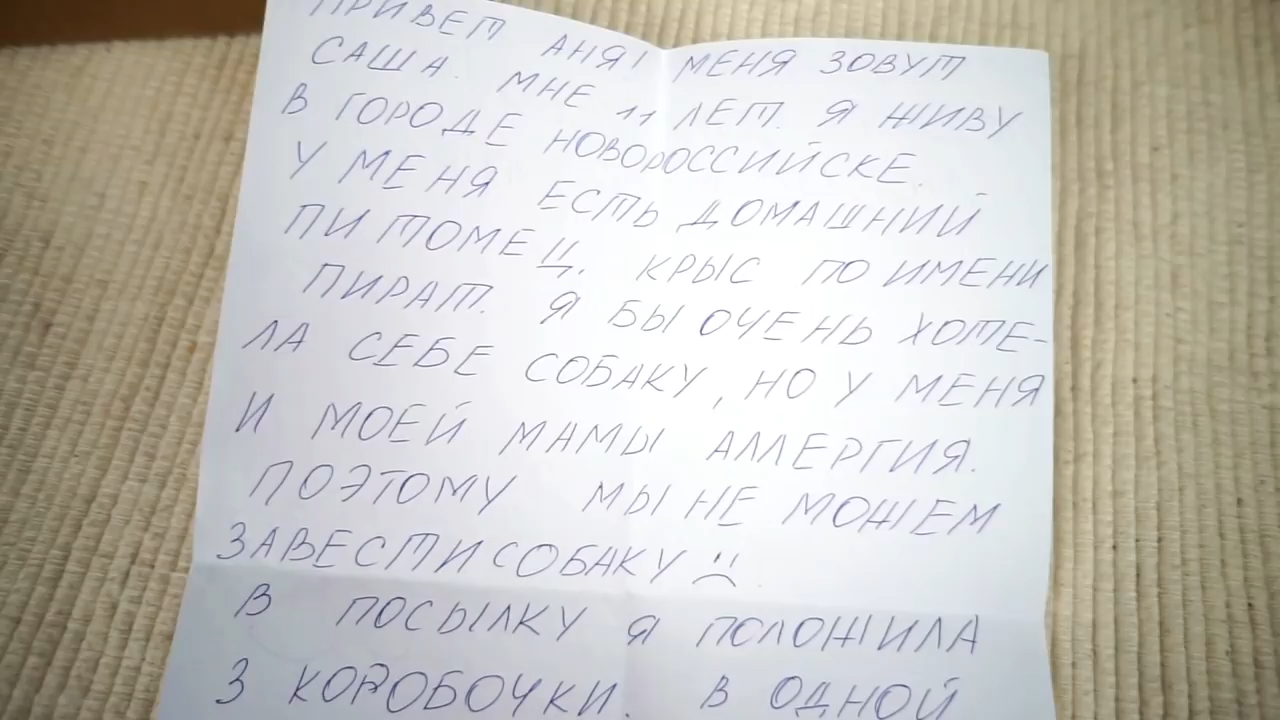 ПРИВЕТ АНЯ! МЕНЯ ЗОВУТ
САША. МНЕ 11 ЛЕТ. Я ЖИВУ
В ГОРОДЕ НОВОРОССИЙСКЕ.
У МЕНЯ ЕСТЬ ДОМАШНИЙ
ПИТОМЕЦ. КРЫС ПО ИМЕНИ
ПИРАТ. Я БЫ ОЧЕНЬ ХОТЕ-
ЛА СЕБЕ СОБАКУ, НО У МЕНЯ
И МОЕЙ МАМЫ АЛЛЕРГИЯ.
ПОЭТОМУ МЫ НЕ МОЖЕМ
ЗАВЕСТИ СОБАКУ ☹.
В ПОСЫЛКУ Я ПОЛОЖИЛА
3 КОРОБОЧКИ. В ОДНОЙ